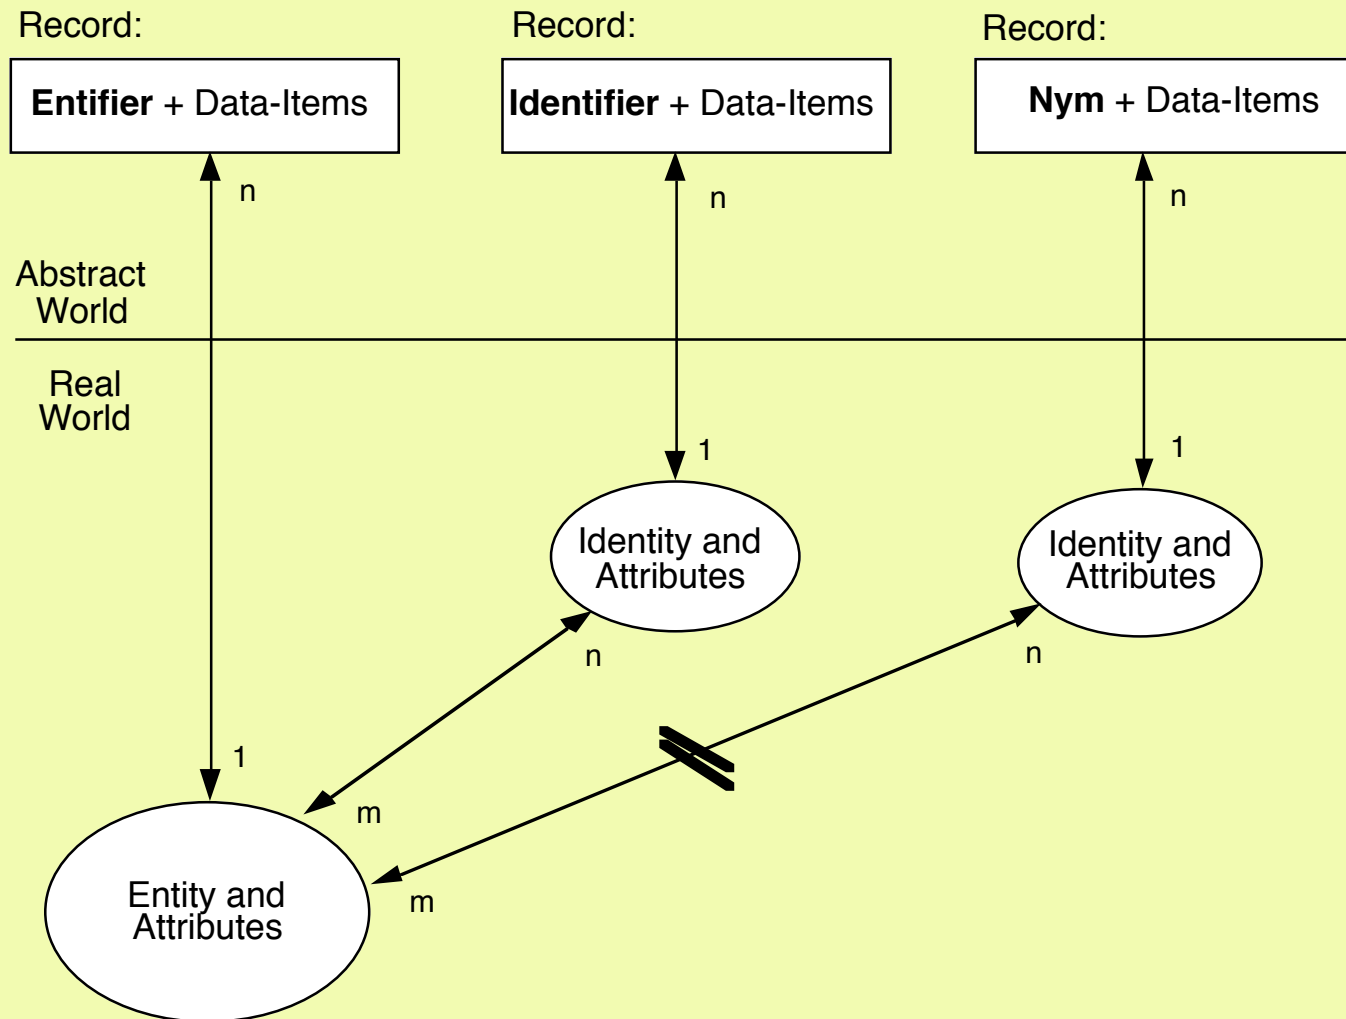 Record:
Record:
Record:
Entifier + Data-Items
Identifier + Data-Items
Nym + Data-Items
n
n
n
Abstract
World
Real
World
1
1
Identity and
Attributes
Identity and
Attributes
n
n
1
m
m
Entity and
Attributes